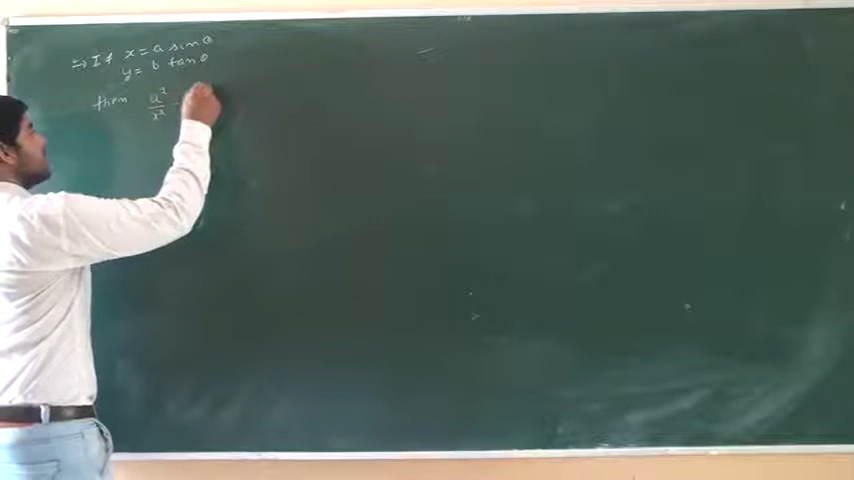 ⇒ If x = a sin θ
y = b tan θ
then a²/x² -